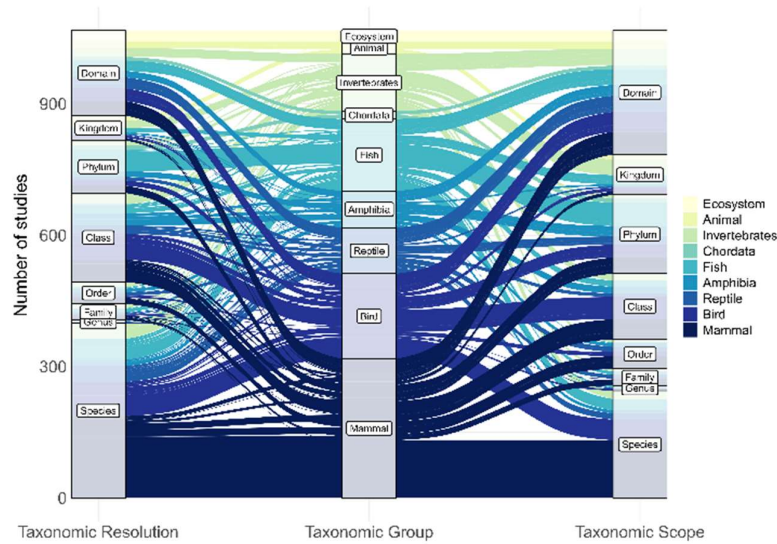 Number of studies
900
600
300
0
Domain
Kingdom
Phylum
Class
Order
Family
Genus
Species
Ecosystem
Animal
Invertebrates
Chordata
Fish
Amphibia
Reptile
Bird
Mammal
Domain
Kingdom
Phylum
Class
Order
Family
Genus
Species
Taxonomic Resolution
Taxonomic Group
Taxonomic Scope
Ecosystem
Animal
Invertebrates
Chordata
Fish
Amphibia
Reptile
Bird
Mammal